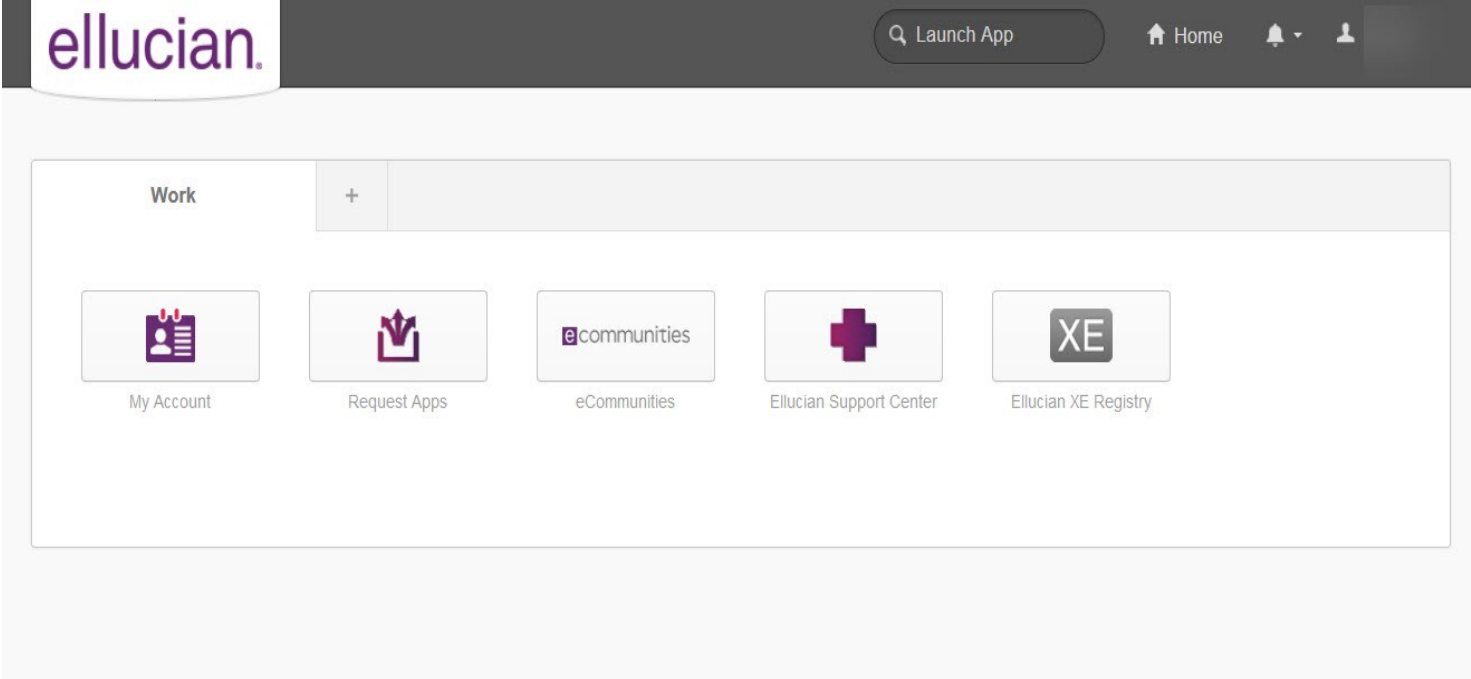 ellucian.
Launch App
Home
Work
+
ecommunities
XE
My Account
Request Apps
eCommunities
Ellucian Support Center
Ellucian XE Registry